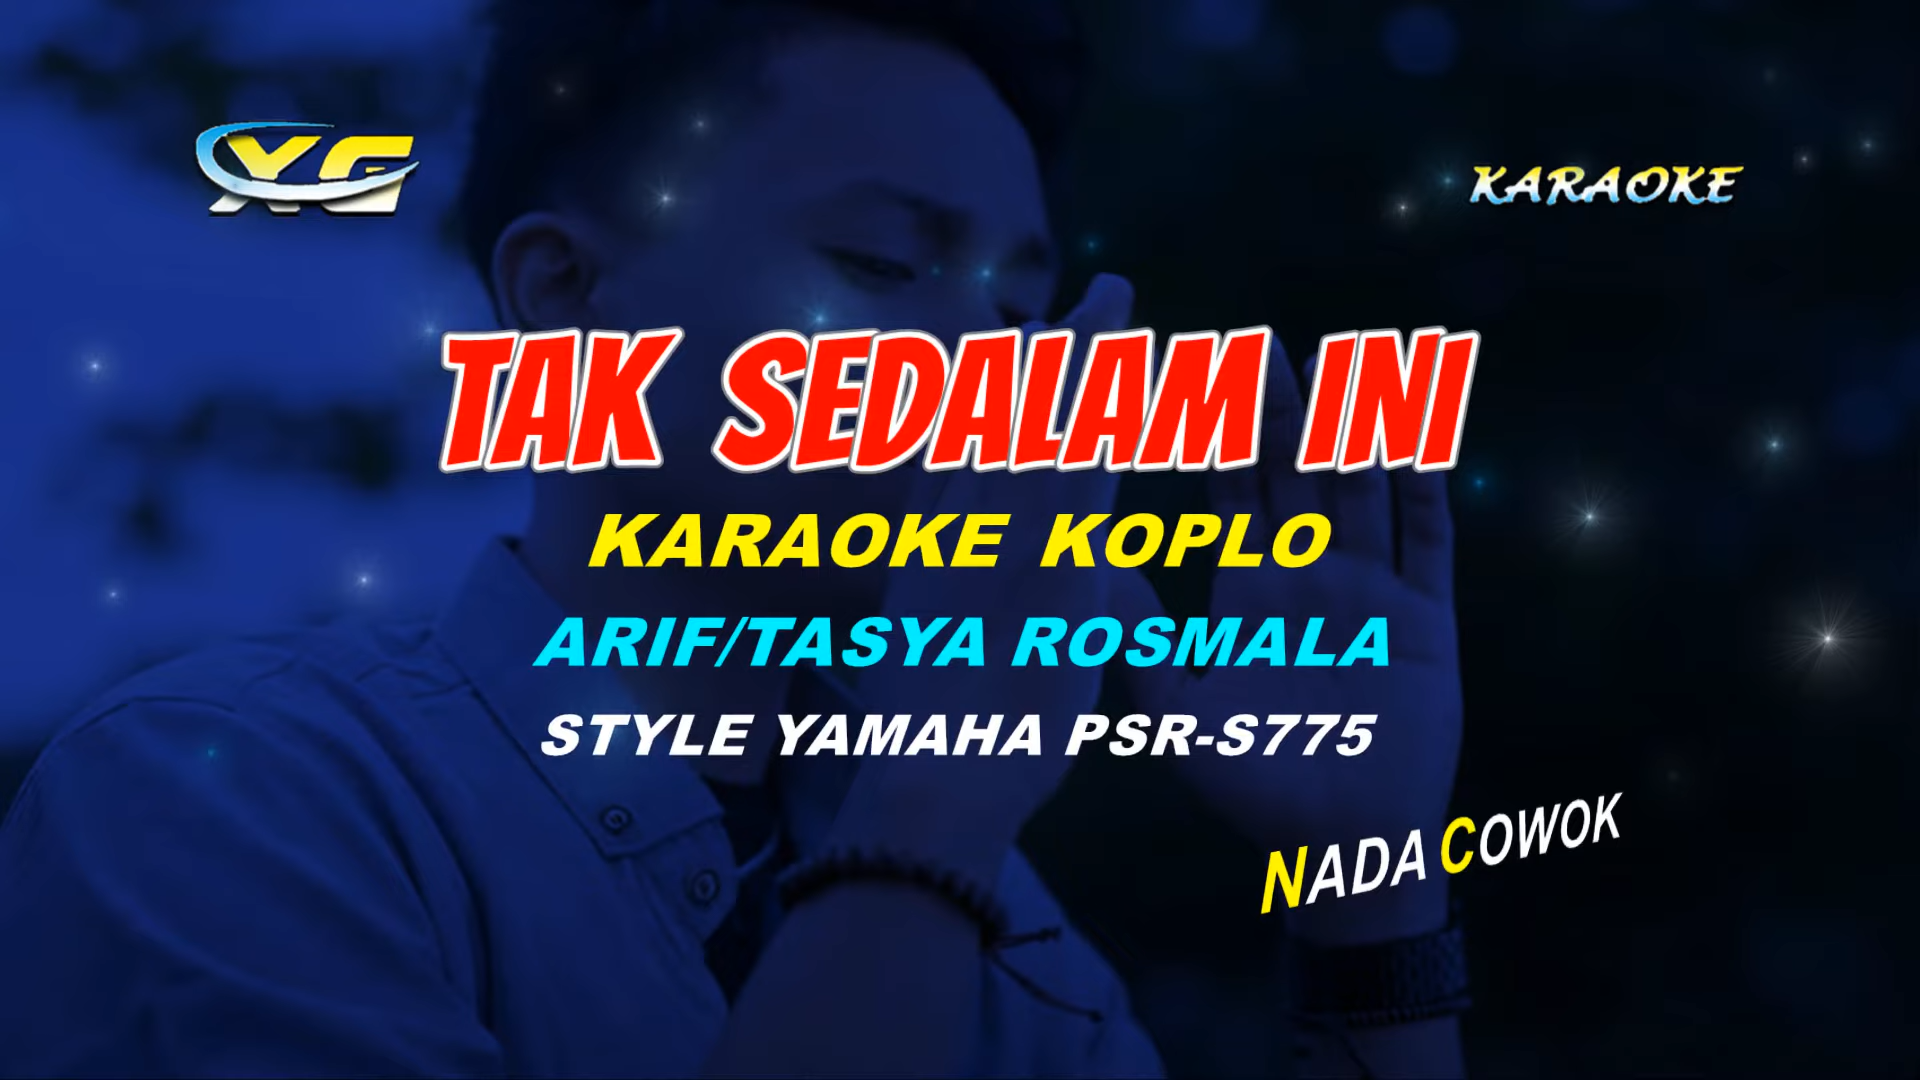 XG
KARAOKE
TAK SEDALAM INI
KARAOKE KOPLO
ARIF/TASYA ROSMALA
STYLE YAMAHA PSR-S775
NADA COWOK